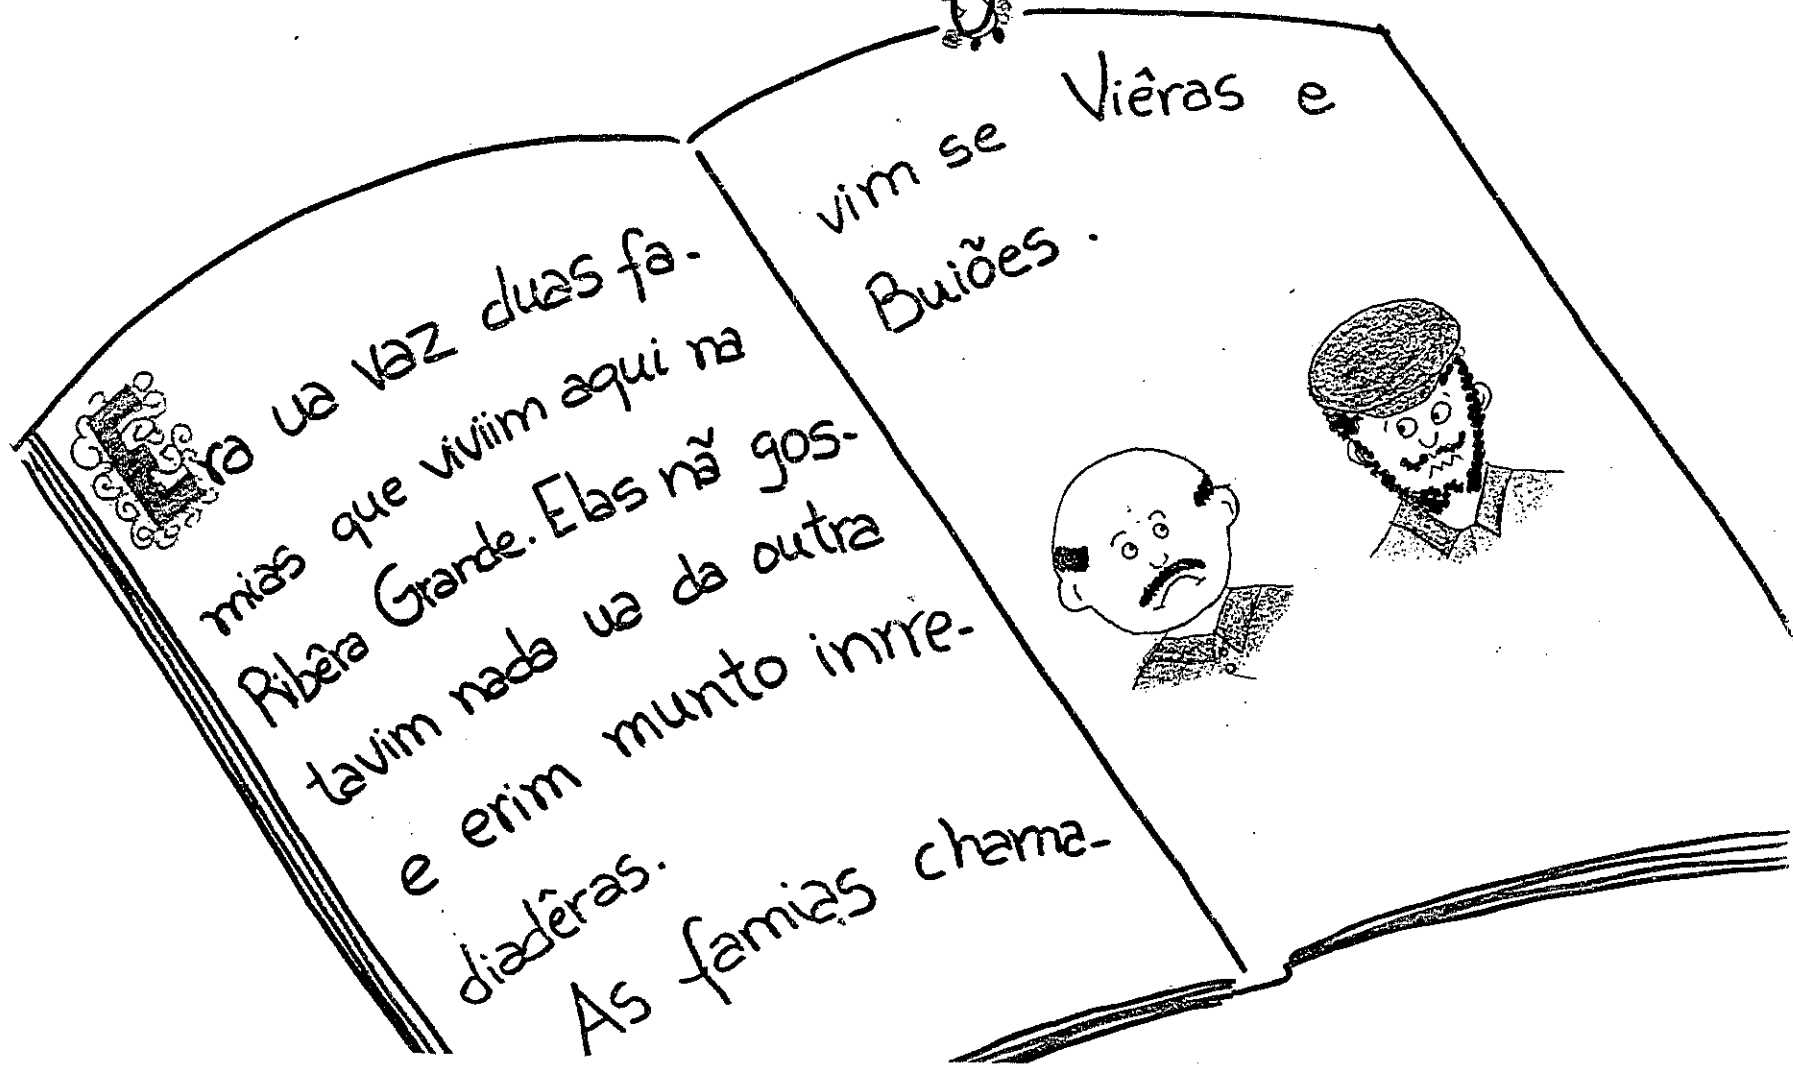 Era ua vaz duas fa-
mias que viviim aqui na
Ribêra Grande. Elas nã gos-
tavim nada ua da outra
e erim munto inrre-
diadêras.
As famias chama-
vim se Viêras e
Buiões.